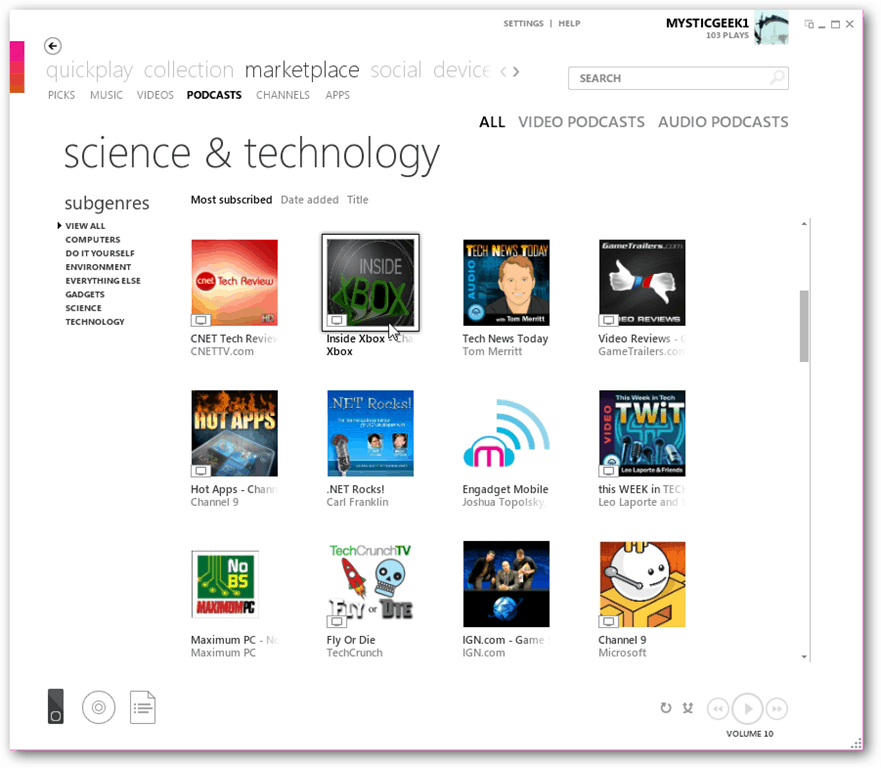 SETTINGS | HELP
MYSTICGEEK1
103 PLAYS
quickplay collection marketplace social device
PICKS MUSIC VIDEOS PODCASTS CHANNELS APPS
SEARCH
ALL VIDEO PODCASTS AUDIO PODCASTS
science & technology
subgenres
VIEW ALL
COMPUTERS
DO IT YOURSELF
ENVIRONMENT
EVERYTHING ELSE
GADGETS
SCIENCE
TECHNOLOGY
Most subscribed Date added Title
cnet Tech Review
HD
INSIDE
XBOX
TECH NEWS TODAY
AUDIO
with TOM MERRITT
GameTrailers.com
VIDEO REVIEWS
CNET Tech Review
CNETTV.com
Inside Xbox - Cha
Xbox
Tech News Today
Tom Merritt
Video Reviews - G
GameTrailers.com
HOT APPS
.NET Rocks!
m
This Week in Tech
VIDEO
TWiT
Leo Laporte & Friends
Hot Apps - Chann
Channel 9
.NET Rocks!
Carl Franklin
Engadget Mobile
Joshua Topolsky,
this WEEK in TECH
Leo Laporte and
No
BS
MAXIMUMPC
TechCrunchTV
FLY OR DIE
Maximum PC - No
Maximum PC
Fly Or Die
TechCrunch
IGN.com - Game
IGN.com
Channel 9
Microsoft
VOLUME 10